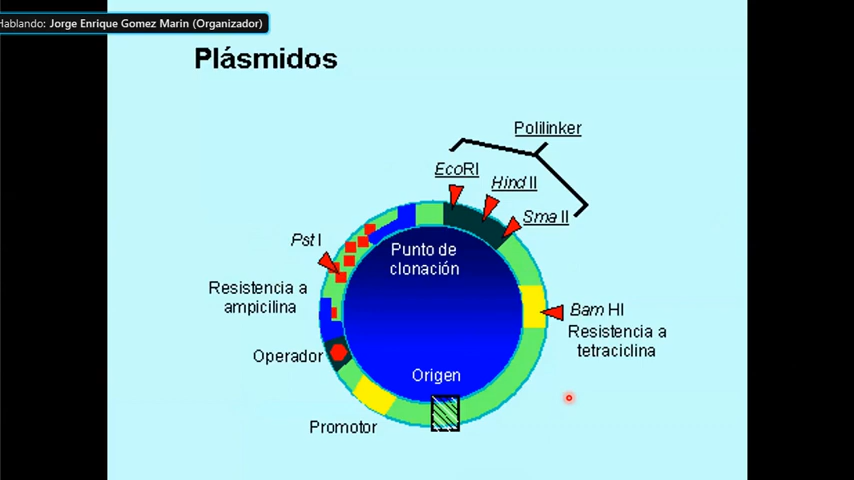 Hablando: Jorge Enrique Gomez Marin (Organizador)
Plásmidos
Polilinker
EcoRI
Hind II
Sma II
Pst I
Punto de
clonación
Resistencia a
ampicilina
Bam HI
Resistencia a
tetraciclina
Operador
Origen
Promotor